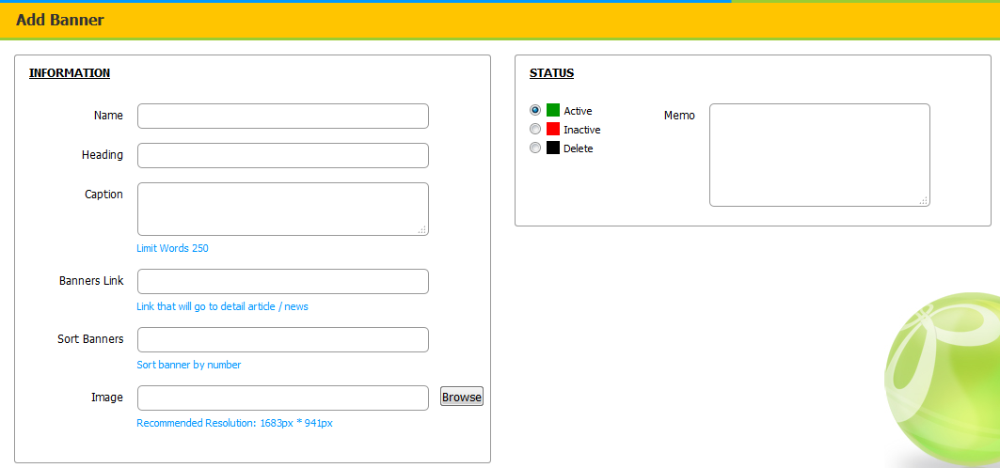 Add Banner
INFORMATION
Name
Heading
Caption
Limit Words 250
Banners Link
Link that will go to detail article / news
Sort Banners
Sort banner by number
Image
Browse
Recommended Resolution: 1683px * 941px
STATUS
Active
Inactive
Delete
Memo